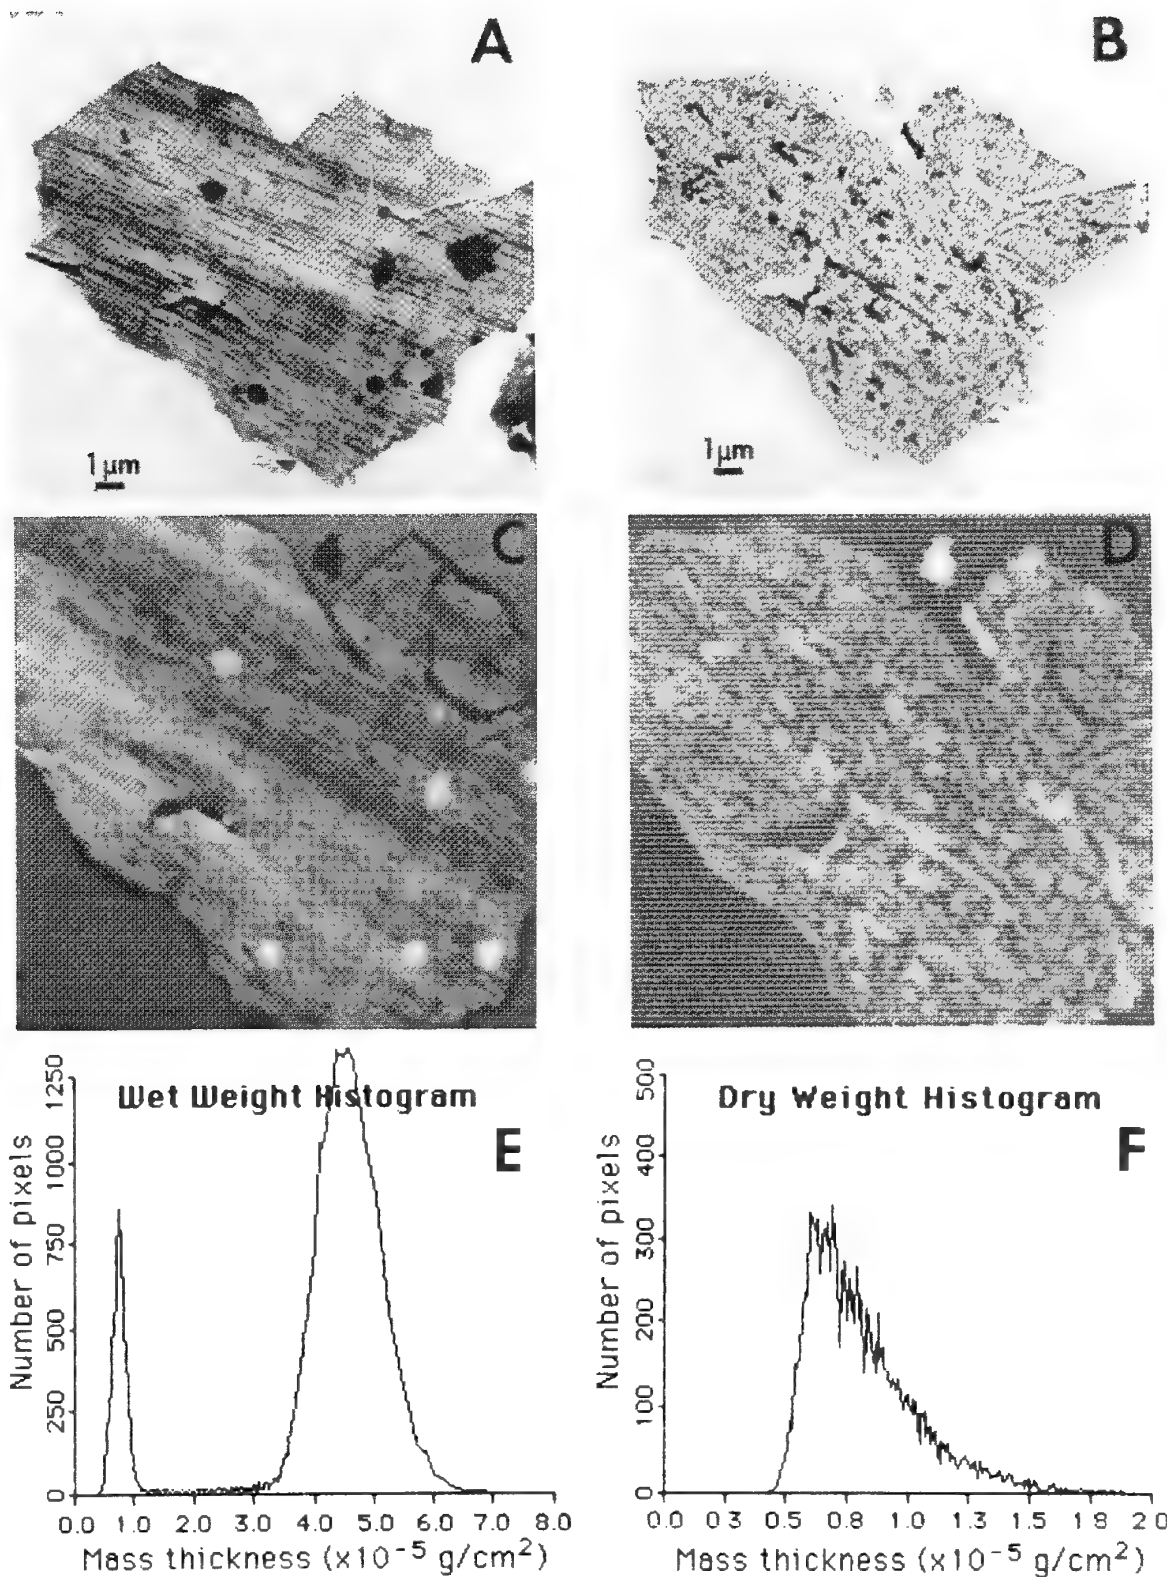 A
B
1µm
1µm
C
D
Wet Weight Histogram
E
Number of pixels
1250
1000
750
500
250
0
0.0 1.0 2.0 3.0 4.0 5.0 6.0 7.0 8.0
Mass thickness (x10⁻⁵ g/cm²)
Dry Weight Histogram
F
Number of pixels
500
400
300
200
100
0
0.0 0.3 0.5 0.8 1.0 1.3 1.5 1.8 2.0
Mass thickness (x10⁻⁵ g/cm²)